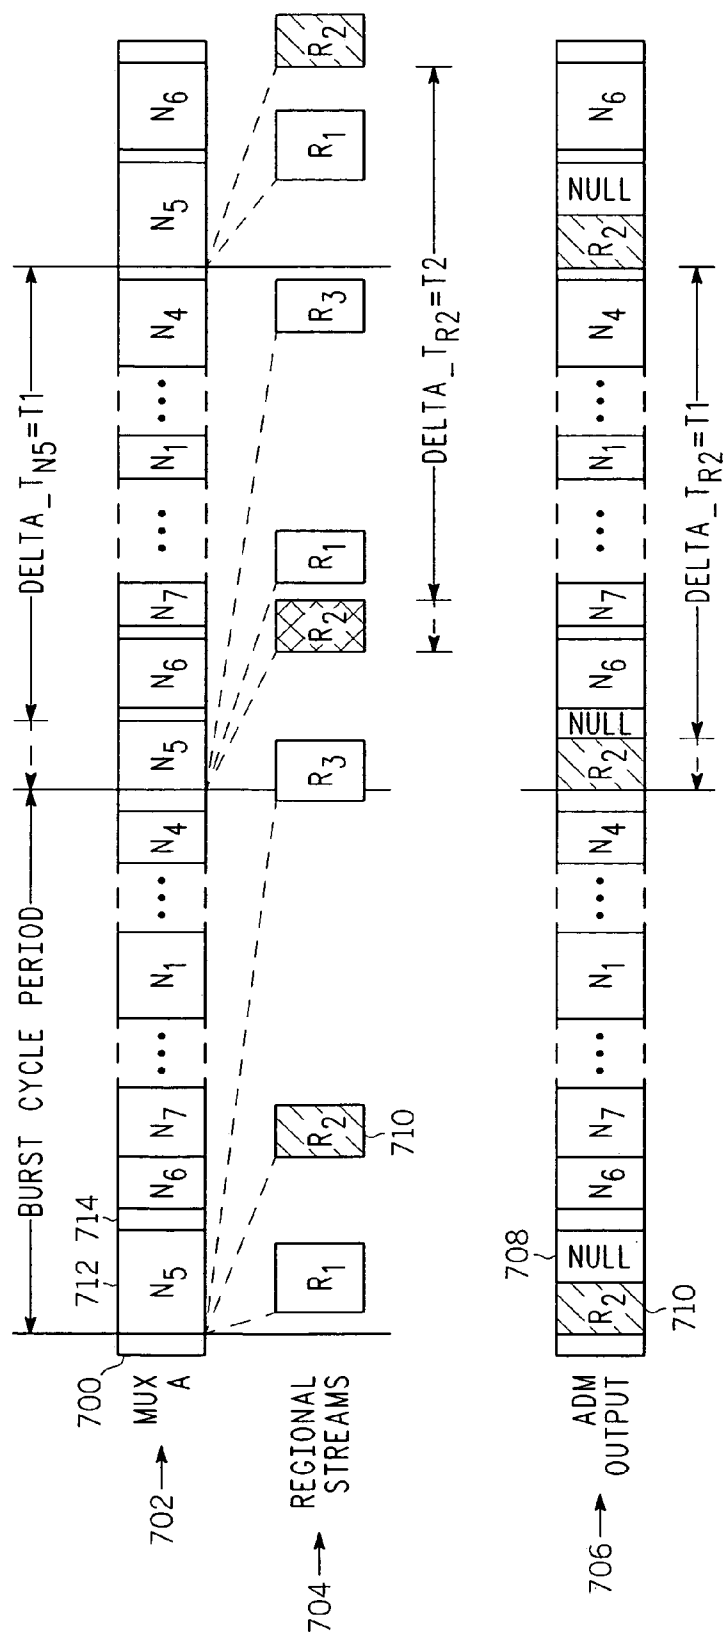 BURST CYCLE PERIOD
DELTA_T_N5=T1
700
712
714
N5 N6 N7 ••• N1 ••• N4 N5 N6 N7 ••• N1 ••• N4 N5 N6
MUX
A
702
R1 R2 R3 R2 R1 R3 R1 R2
710
REGIONAL
STREAMS
704
DELTA_T_R2=T2
708
R2 NULL N6 N7 ••• N1 ••• N4 R2 NULL N6 N7 ••• N1 ••• N4 R2 NULL N6
710
ADM
OUTPUT
706
DELTA_T_R2=T1